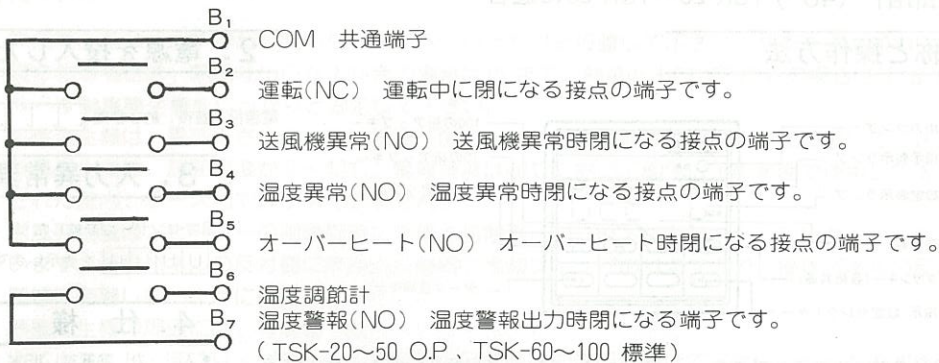 B₁ COM 共通端子
B₂ 運転(NC) 運転中に閉になる接点の端子です。
B₃ 送風機異常(NO) 送風機異常時閉になる接点の端子です。
B₄ 温度異常(NO) 温度異常時閉になる接点の端子です。
B₅ オーバーヒート(NO) オーバーヒート時閉になる接点の端子です。
B₆ 温度調節計
B₇ 温度警報(NO) 温度警報出力時閉になる端子です。
(TSK-20～50 O.P、TSK-60～100 標準)